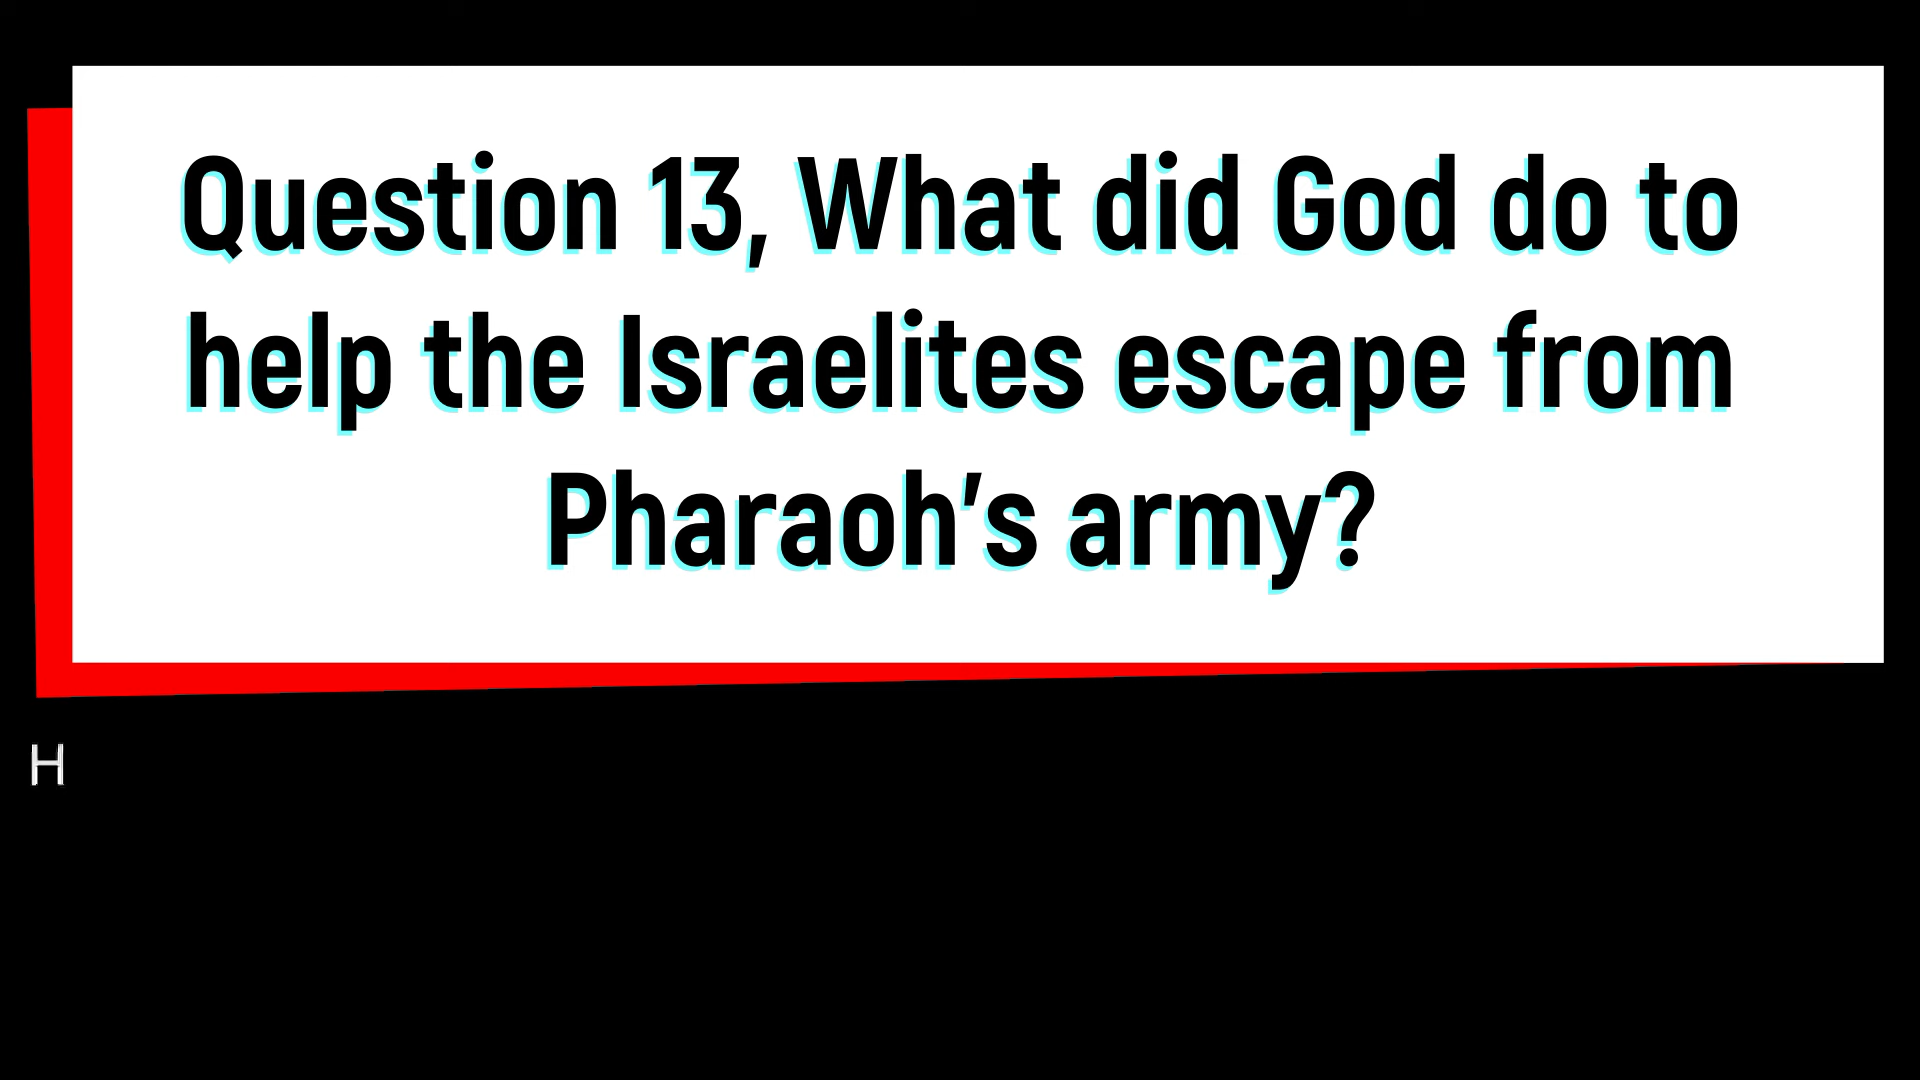 Question 13, What did God do to
help the Israelites escape from
Pharaoh's army?
H